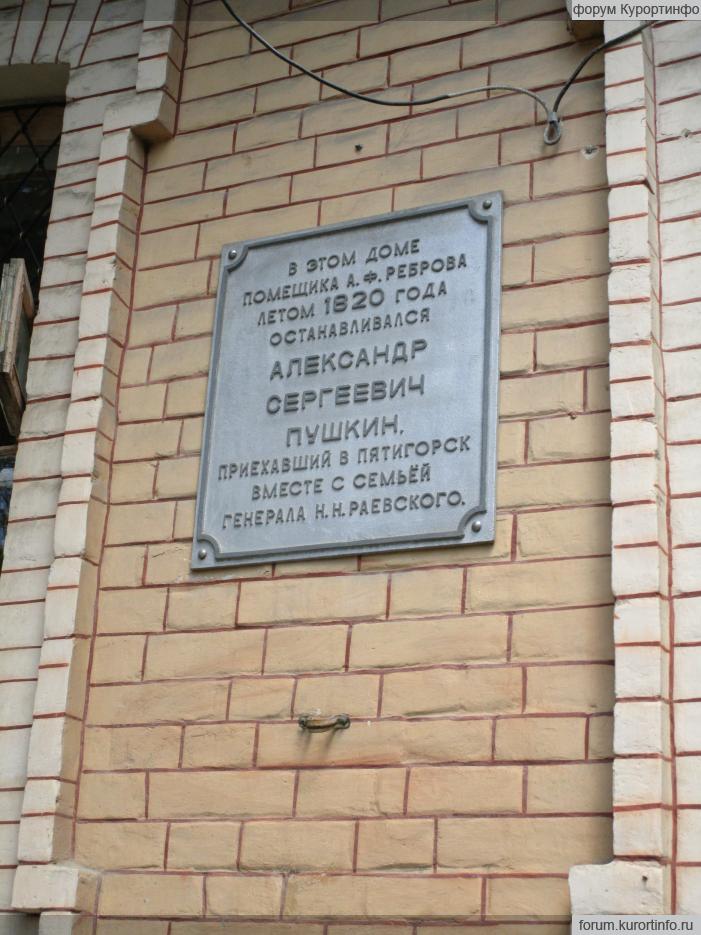 форум Курортинфо
В ЭТОМ ДОМЕ
ПОМЕЩИКА А.Ф.РЕБРОВА
ЛЕТОМ 1820 ГОДА
ОСТАНАВЛИВАЛСЯ
АЛЕКСАНДР
СЕРГЕЕВИЧ
ПУШКИН,
ПРИЕХАВШИЙ В ПЯТИГОРСК
ВМЕСТЕ С СЕМЬЁЙ
ГЕНЕРАЛА Н.Н.РАЕВСКОГО.
forum.kurortinfo.ru